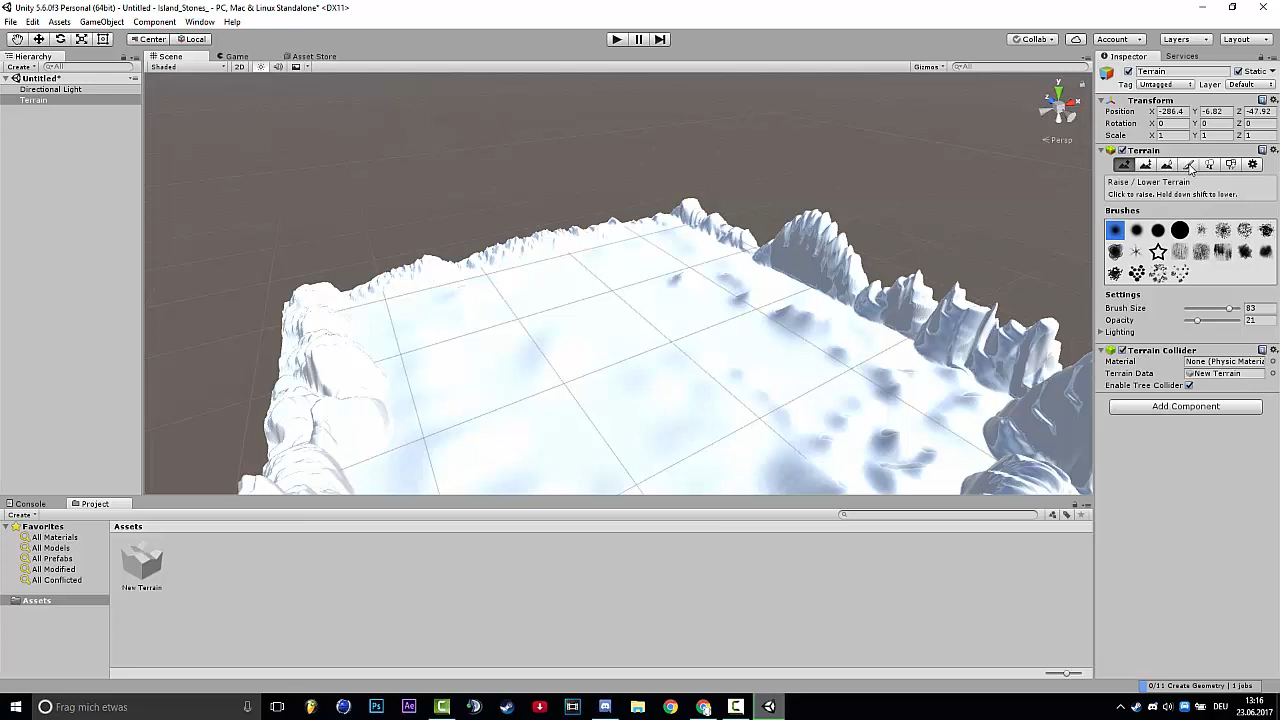 Unity 5.6.0f3 Personal (64bit) - Untitled - Island_Stones_ - PC, Mac & Linux Standalone* <DX11>
File Edit Assets GameObject Component Window Help
Center Local
Collab Account Layers Layout
Hierarchy
Create All
Untitled*
Directional Light
Terrain
Scene Game Asset Store
Shaded 2D Gizmos All
y
x
z
Persp
Inspector Services
Terrain Static
Tag Untagged Layer Default
Transform
Position X -286.4 Y -6.82 Z -47.92
Rotation X 0 Y 0 Z 0
Scale X 1 Y 1 Z 1
Terrain
Raise / Lower Terrain
Click to raise. Hold down shift to lower.
Brushes
Settings
Brush Size 83
Opacity 21
Lighting
Terrain Collider
Material None (Physic Materia
Terrain Data New Terrain
Enable Tree Collider
Add Component
Console Project
Create
Favorites
All Materials
All Models
All Prefabs
All Modified
All Conflicted
Assets
Assets
New Terrain
0/11 Create Geometry | 1 jobs
Frag mich etwas
Ps
Ae
DEU
13:16
23.06.2017